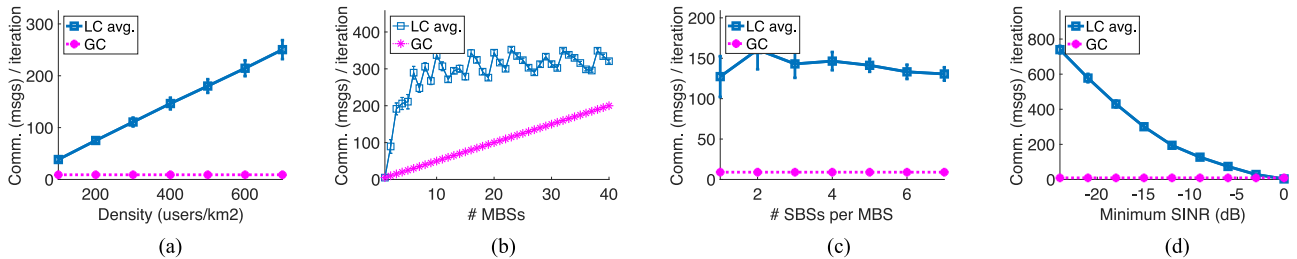 Comm. (msgs) / iteration
300
200
100
0
LC avg.
GC
200
400
600
Density (users/km2)
(a)
Comm. (msgs) / iteration
400
300
200
100
0
LC avg.
GC
10
20
30
40
# MBSs
(b)
Comm. (msgs) / iteration
200
150
100
50
0
LC avg.
GC
2
4
6
# SBSs per MBS
(c)
Comm. (msgs) / iteration
800
600
400
200
0
LC avg.
GC
-20
-15
-10
-5
0
Minimum SINR (dB)
(d)